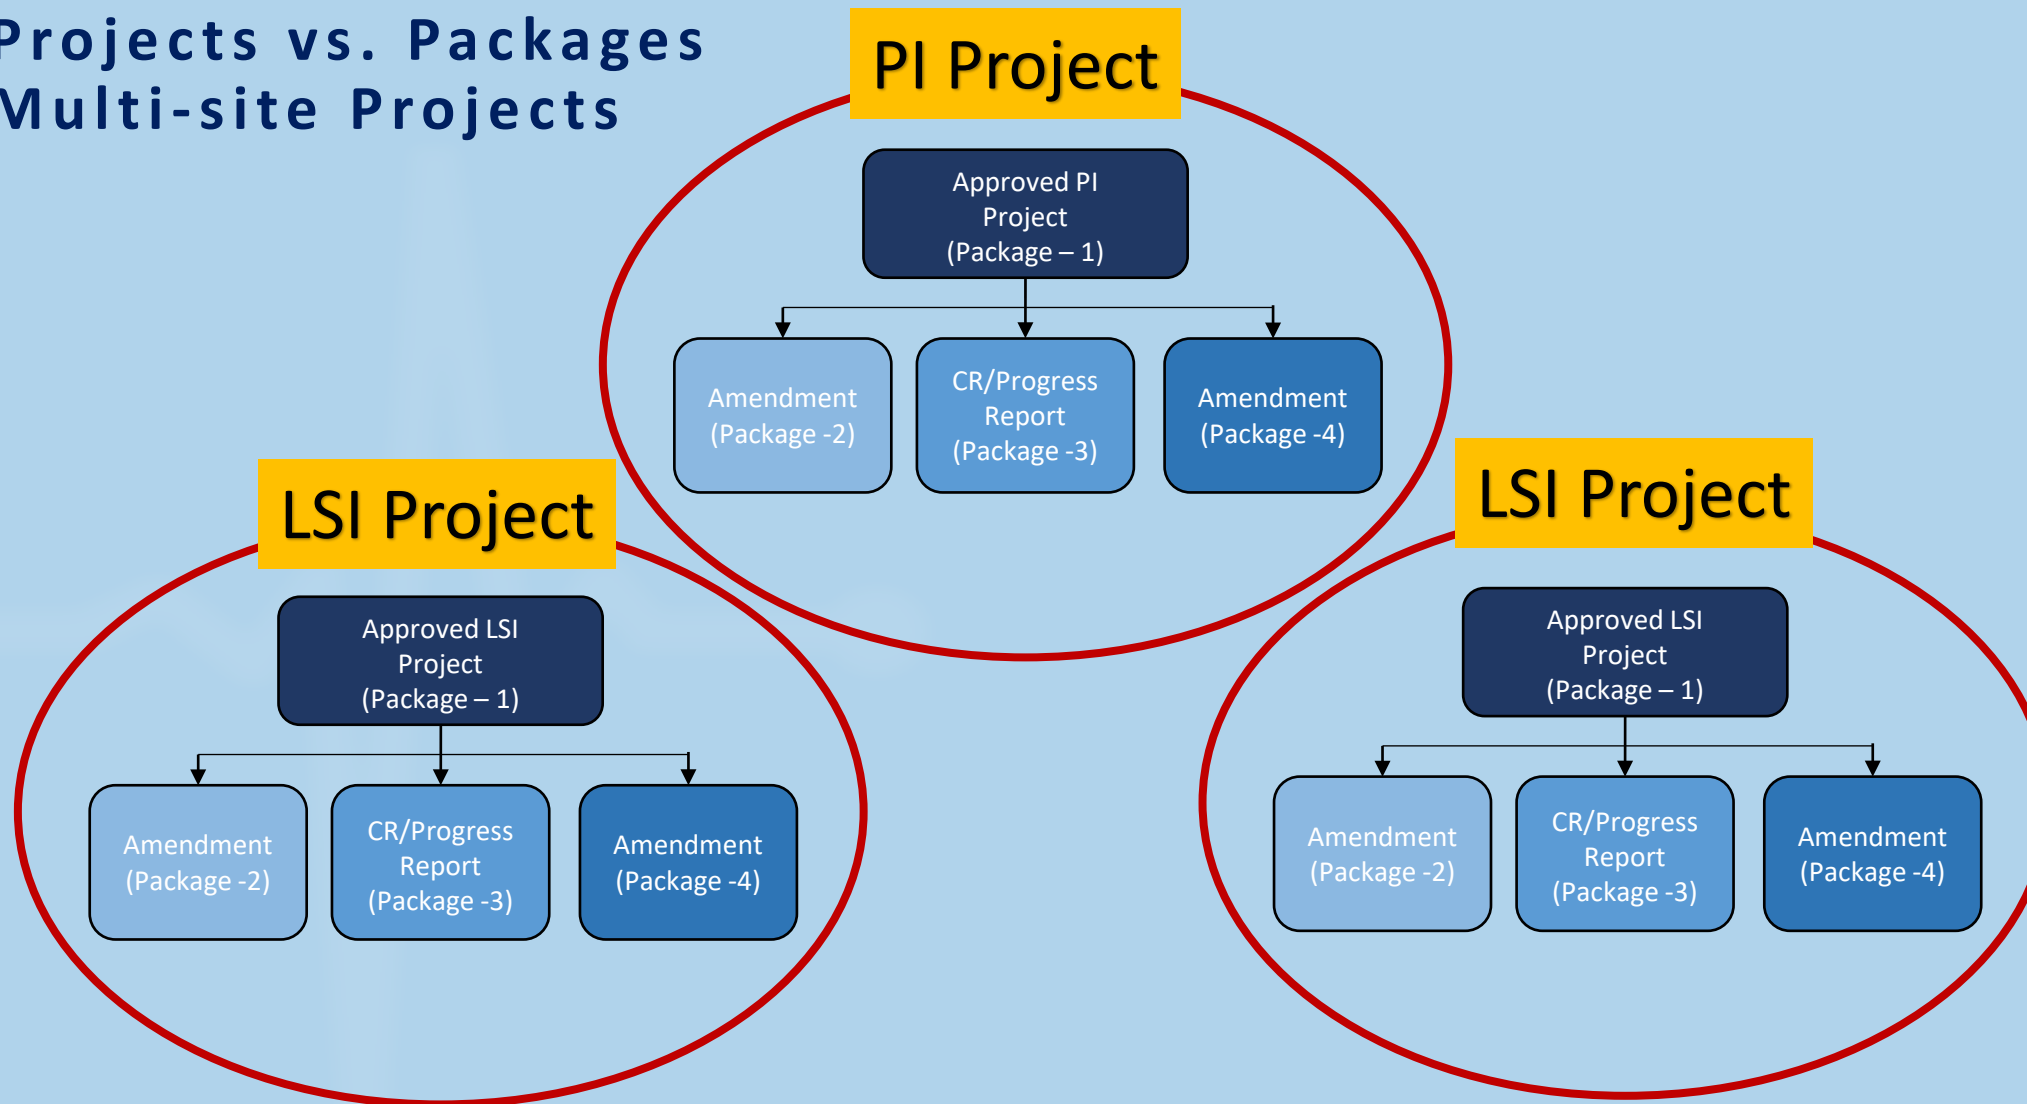 Projects vs. Packages
Multi-site Projects
PI Project
Approved PI
Project
(Package – 1)
Amendment
(Package -2)
CR/Progress
Report
(Package -3)
Amendment
(Package -4)
LSI Project
Approved LSI
Project
(Package – 1)
Amendment
(Package -2)
CR/Progress
Report
(Package -3)
Amendment
(Package -4)
LSI Project
Approved LSI
Project
(Package – 1)
Amendment
(Package -2)
CR/Progress
Report
(Package -3)
Amendment
(Package -4)